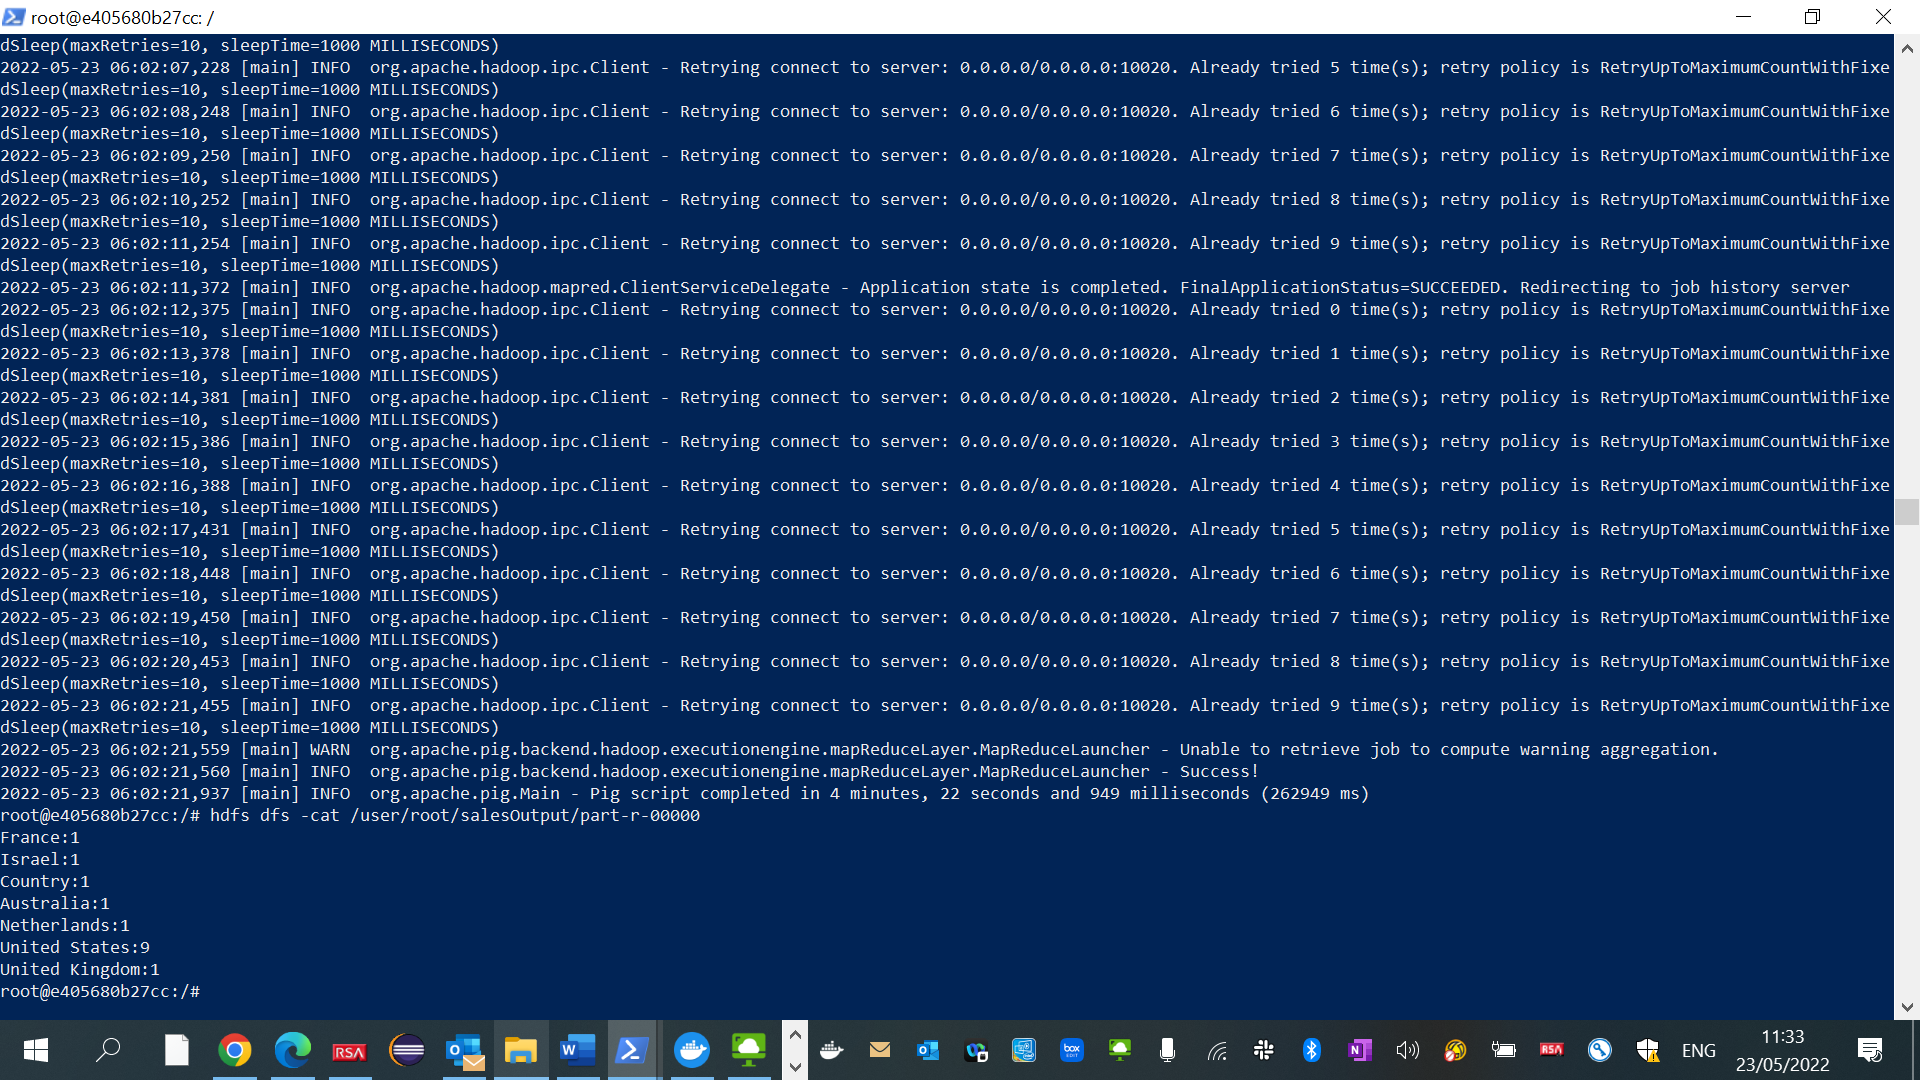 root@e405680b27cc: /
dSleep(maxRetries=10, sleepTime=1000 MILLISECONDS)
2022-05-23 06:02:07,228 [main] INFO  org.apache.hadoop.ipc.Client - Retrying connect to server: 0.0.0.0/0.0.0.0:10020. Already tried 5 time(s); retry policy is RetryUpToMaximumCountWithFixe
dSleep(maxRetries=10, sleepTime=1000 MILLISECONDS)
2022-05-23 06:02:08,248 [main] INFO  org.apache.hadoop.ipc.Client - Retrying connect to server: 0.0.0.0/0.0.0.0:10020. Already tried 6 time(s); retry policy is RetryUpToMaximumCountWithFixe
dSleep(maxRetries=10, sleepTime=1000 MILLISECONDS)
2022-05-23 06:02:09,250 [main] INFO  org.apache.hadoop.ipc.Client - Retrying connect to server: 0.0.0.0/0.0.0.0:10020. Already tried 7 time(s); retry policy is RetryUpToMaximumCountWithFixe
dSleep(maxRetries=10, sleepTime=1000 MILLISECONDS)
2022-05-23 06:02:10,252 [main] INFO  org.apache.hadoop.ipc.Client - Retrying connect to server: 0.0.0.0/0.0.0.0:10020. Already tried 8 time(s); retry policy is RetryUpToMaximumCountWithFixe
dSleep(maxRetries=10, sleepTime=1000 MILLISECONDS)
2022-05-23 06:02:11,254 [main] INFO  org.apache.hadoop.ipc.Client - Retrying connect to server: 0.0.0.0/0.0.0.0:10020. Already tried 9 time(s); retry policy is RetryUpToMaximumCountWithFixe
dSleep(maxRetries=10, sleepTime=1000 MILLISECONDS)
2022-05-23 06:02:11,372 [main] INFO  org.apache.hadoop.mapred.ClientServiceDelegate - Application state is completed. FinalApplicationStatus=SUCCEEDED. Redirecting to job history server
2022-05-23 06:02:12,375 [main] INFO  org.apache.hadoop.ipc.Client - Retrying connect to server: 0.0.0.0/0.0.0.0:10020. Already tried 0 time(s); retry policy is RetryUpToMaximumCountWithFixe
dSleep(maxRetries=10, sleepTime=1000 MILLISECONDS)
2022-05-23 06:02:13,378 [main] INFO  org.apache.hadoop.ipc.Client - Retrying connect to server: 0.0.0.0/0.0.0.0:10020. Already tried 1 time(s); retry policy is RetryUpToMaximumCountWithFixe
dSleep(maxRetries=10, sleepTime=1000 MILLISECONDS)
2022-05-23 06:02:14,381 [main] INFO  org.apache.hadoop.ipc.Client - Retrying connect to server: 0.0.0.0/0.0.0.0:10020. Already tried 2 time(s); retry policy is RetryUpToMaximumCountWithFixe
dSleep(maxRetries=10, sleepTime=1000 MILLISECONDS)
2022-05-23 06:02:15,386 [main] INFO  org.apache.hadoop.ipc.Client - Retrying connect to server: 0.0.0.0/0.0.0.0:10020. Already tried 3 time(s); retry policy is RetryUpToMaximumCountWithFixe
dSleep(maxRetries=10, sleepTime=1000 MILLISECONDS)
2022-05-23 06:02:16,388 [main] INFO  org.apache.hadoop.ipc.Client - Retrying connect to server: 0.0.0.0/0.0.0.0:10020. Already tried 4 time(s); retry policy is RetryUpToMaximumCountWithFixe
dSleep(maxRetries=10, sleepTime=1000 MILLISECONDS)
2022-05-23 06:02:17,431 [main] INFO  org.apache.hadoop.ipc.Client - Retrying connect to server: 0.0.0.0/0.0.0.0:10020. Already tried 5 time(s); retry policy is RetryUpToMaximumCountWithFixe
dSleep(maxRetries=10, sleepTime=1000 MILLISECONDS)
2022-05-23 06:02:18,448 [main] INFO  org.apache.hadoop.ipc.Client - Retrying connect to server: 0.0.0.0/0.0.0.0:10020. Already tried 6 time(s); retry policy is RetryUpToMaximumCountWithFixe
dSleep(maxRetries=10, sleepTime=1000 MILLISECONDS)
2022-05-23 06:02:19,450 [main] INFO  org.apache.hadoop.ipc.Client - Retrying connect to server: 0.0.0.0/0.0.0.0:10020. Already tried 7 time(s); retry policy is RetryUpToMaximumCountWithFixe
dSleep(maxRetries=10, sleepTime=1000 MILLISECONDS)
2022-05-23 06:02:20,453 [main] INFO  org.apache.hadoop.ipc.Client - Retrying connect to server: 0.0.0.0/0.0.0.0:10020. Already tried 8 time(s); retry policy is RetryUpToMaximumCountWithFixe
dSleep(maxRetries=10, sleepTime=1000 MILLISECONDS)
2022-05-23 06:02:21,455 [main] INFO  org.apache.hadoop.ipc.Client - Retrying connect to server: 0.0.0.0/0.0.0.0:10020. Already tried 9 time(s); retry policy is RetryUpToMaximumCountWithFixe
dSleep(maxRetries=10, sleepTime=1000 MILLISECONDS)
2022-05-23 06:02:21,559 [main] WARN  org.apache.pig.backend.hadoop.executionengine.mapReduceLayer.MapReduceLauncher - Unable to retrieve job to compute warning aggregation.
2022-05-23 06:02:21,560 [main] INFO  org.apache.pig.backend.hadoop.executionengine.mapReduceLayer.MapReduceLauncher - Success!
2022-05-23 06:02:21,937 [main] INFO  org.apache.pig.Main - Pig script completed in 4 minutes, 22 seconds and 949 milliseconds (262949 ms)
root@e405680b27cc:/# hdfs dfs -cat /user/root/salesOutput/part-r-00000
France:1
Israel:1
Country:1
Australia:1
Netherlands:1
United States:9
United Kingdom:1
root@e405680b27cc:/#
RSA
box
EDIT
RSA
ENG
11:33
23/05/2022